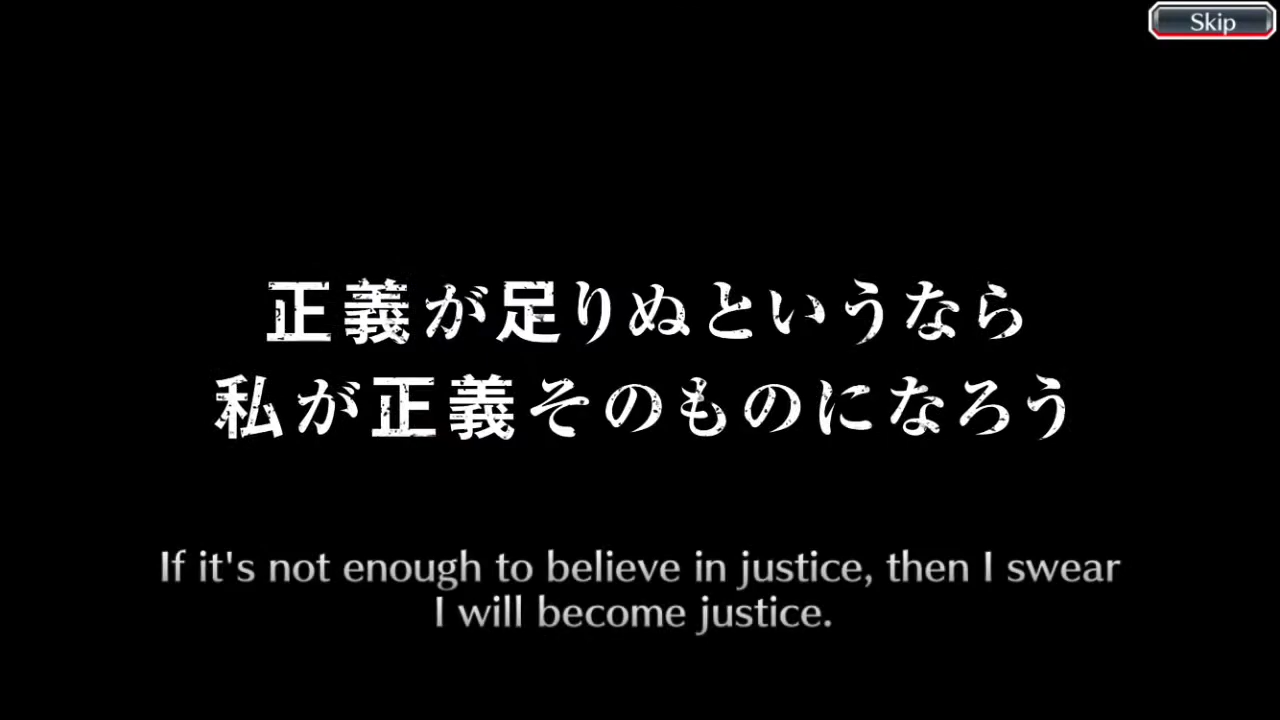 Skip
正義が足りぬというなら
私が正義そのものになろう
If it's not enough to believe in justice, then I swear
I will become justice.